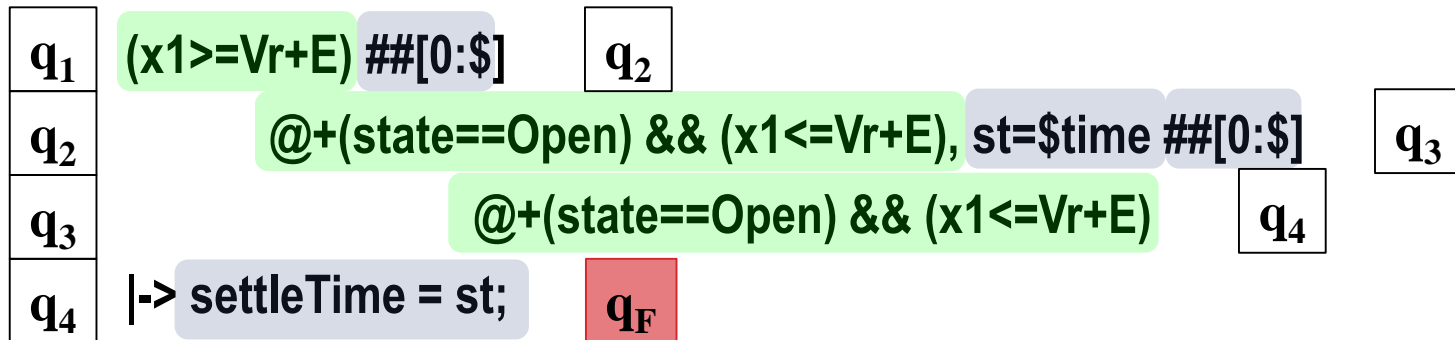 q₁ (x1>=Vr+E) ##[0:$] q₂
q₂ @+(state==Open) && (x1<=Vr+E), st=$time ##[0:$] q₃
q₃ @+(state==Open) && (x1<=Vr+E) q₄
q₄ |-> settleTime = st; q_F